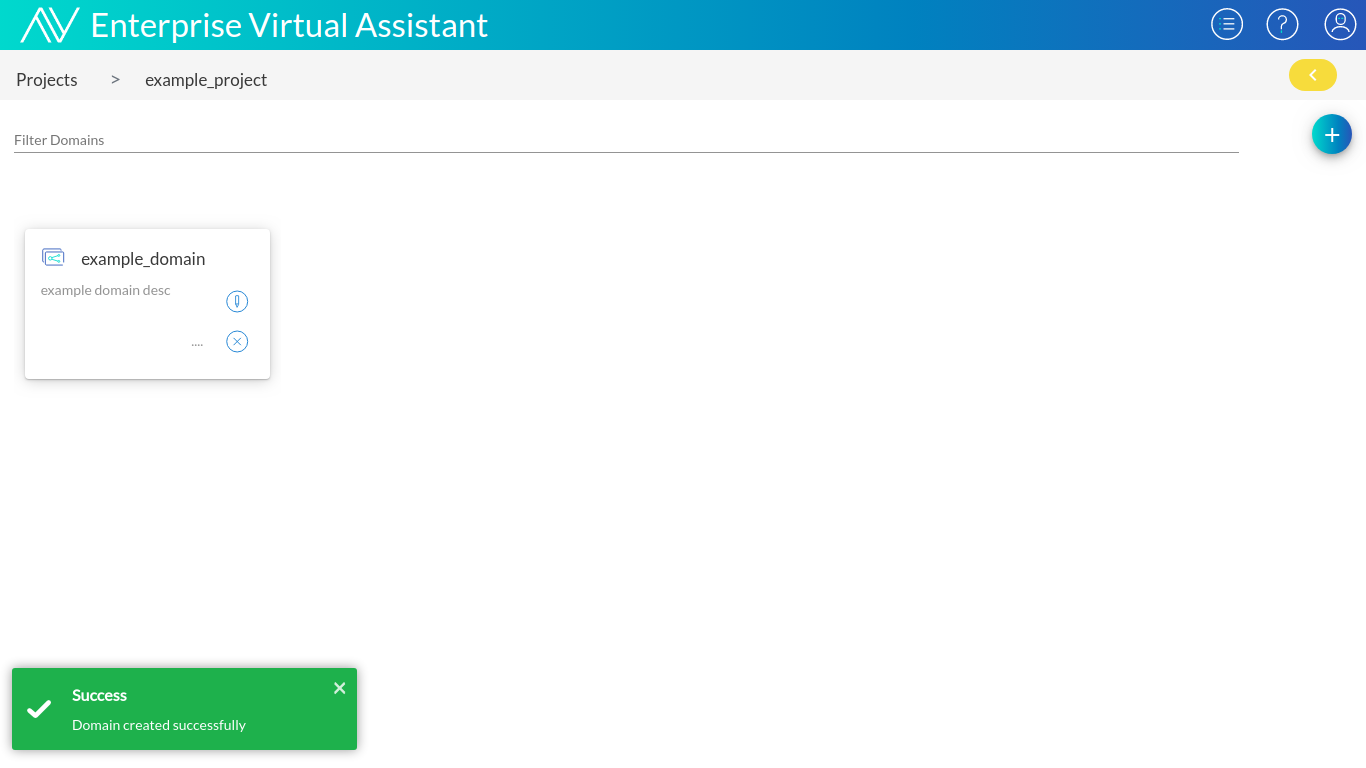 Enterprise Virtual Assistant
Projects > example_project
Filter Domains
example_domain
example domain desc
....
Success
Domain created successfully